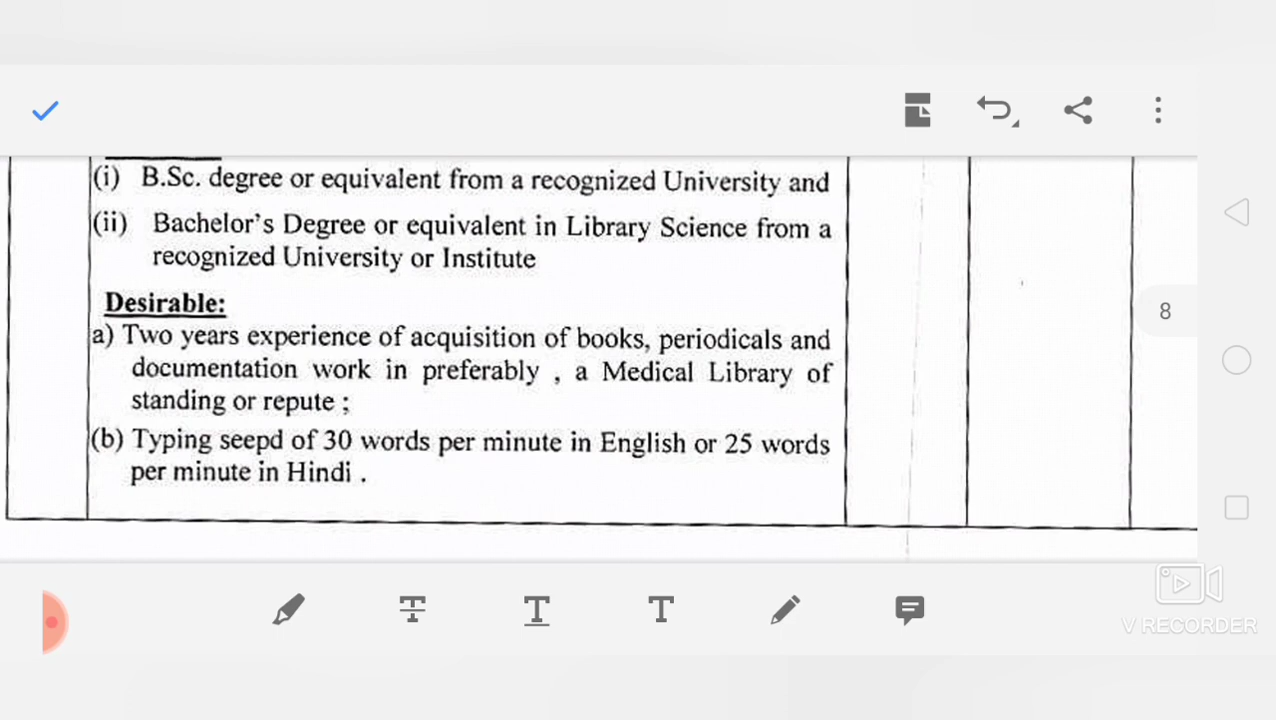 (i) B.Sc. degree or equivalent from a recognized University and
(ii) Bachelor's Degree or equivalent in Library Science from a
recognized University or Institute
Desirable:
a) Two years experience of acquisition of books, periodicals and
documentation work in preferably , a Medical Library of
standing or repute ;
(b) Typing seepd of 30 words per minute in English or 25 words
per minute in Hindi .
8
V RECORDER